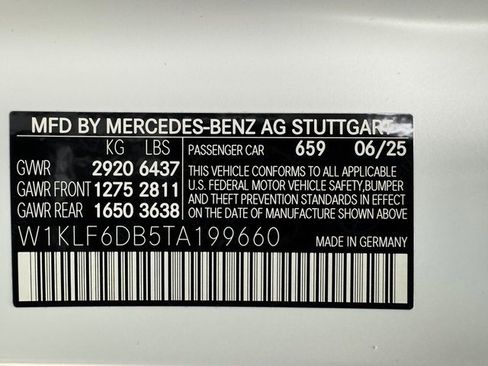 MFD BY MERCEDES-BENZ AG STUTTGART
KG LBS PASSENGER CAR 659 06/25
GWR 2920 6437 THIS VEHICLE CONFORMS TO ALL APPLICABLE
GAWR FRONT 1275 2811 U.S. FEDERAL MOTOR VEHICLE SAFETY,BUMPER
AND THEFT PREVENTION STANDARDS IN EFFECT ON
GAWR REAR 1650 3638 THE DATE OF MANUFACTURE SHOWN ABOVE.
W1KLF6DB5TA199660 MADE IN GERMANY